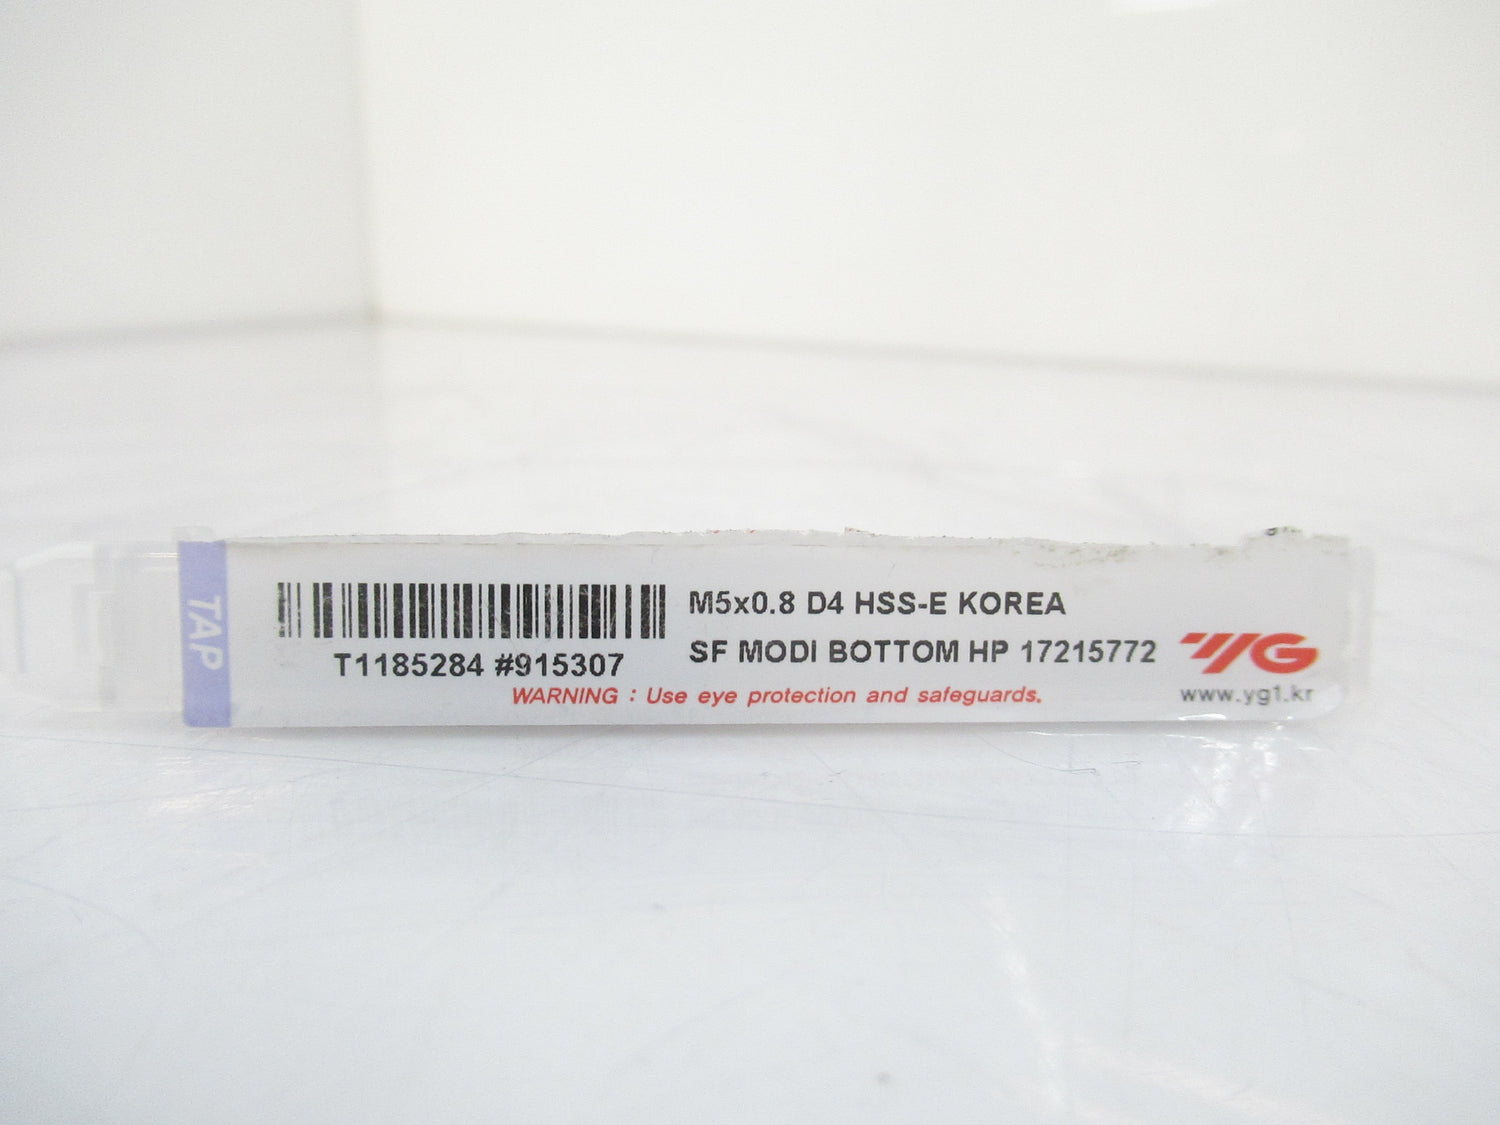 TAP
M5x0.8 D4 HSS-E KOREA
T1185284 #915307
SF MODI BOTTOM HP 17215772
WARNING : Use eye protection and safeguards.
YG
www.yg1.kr